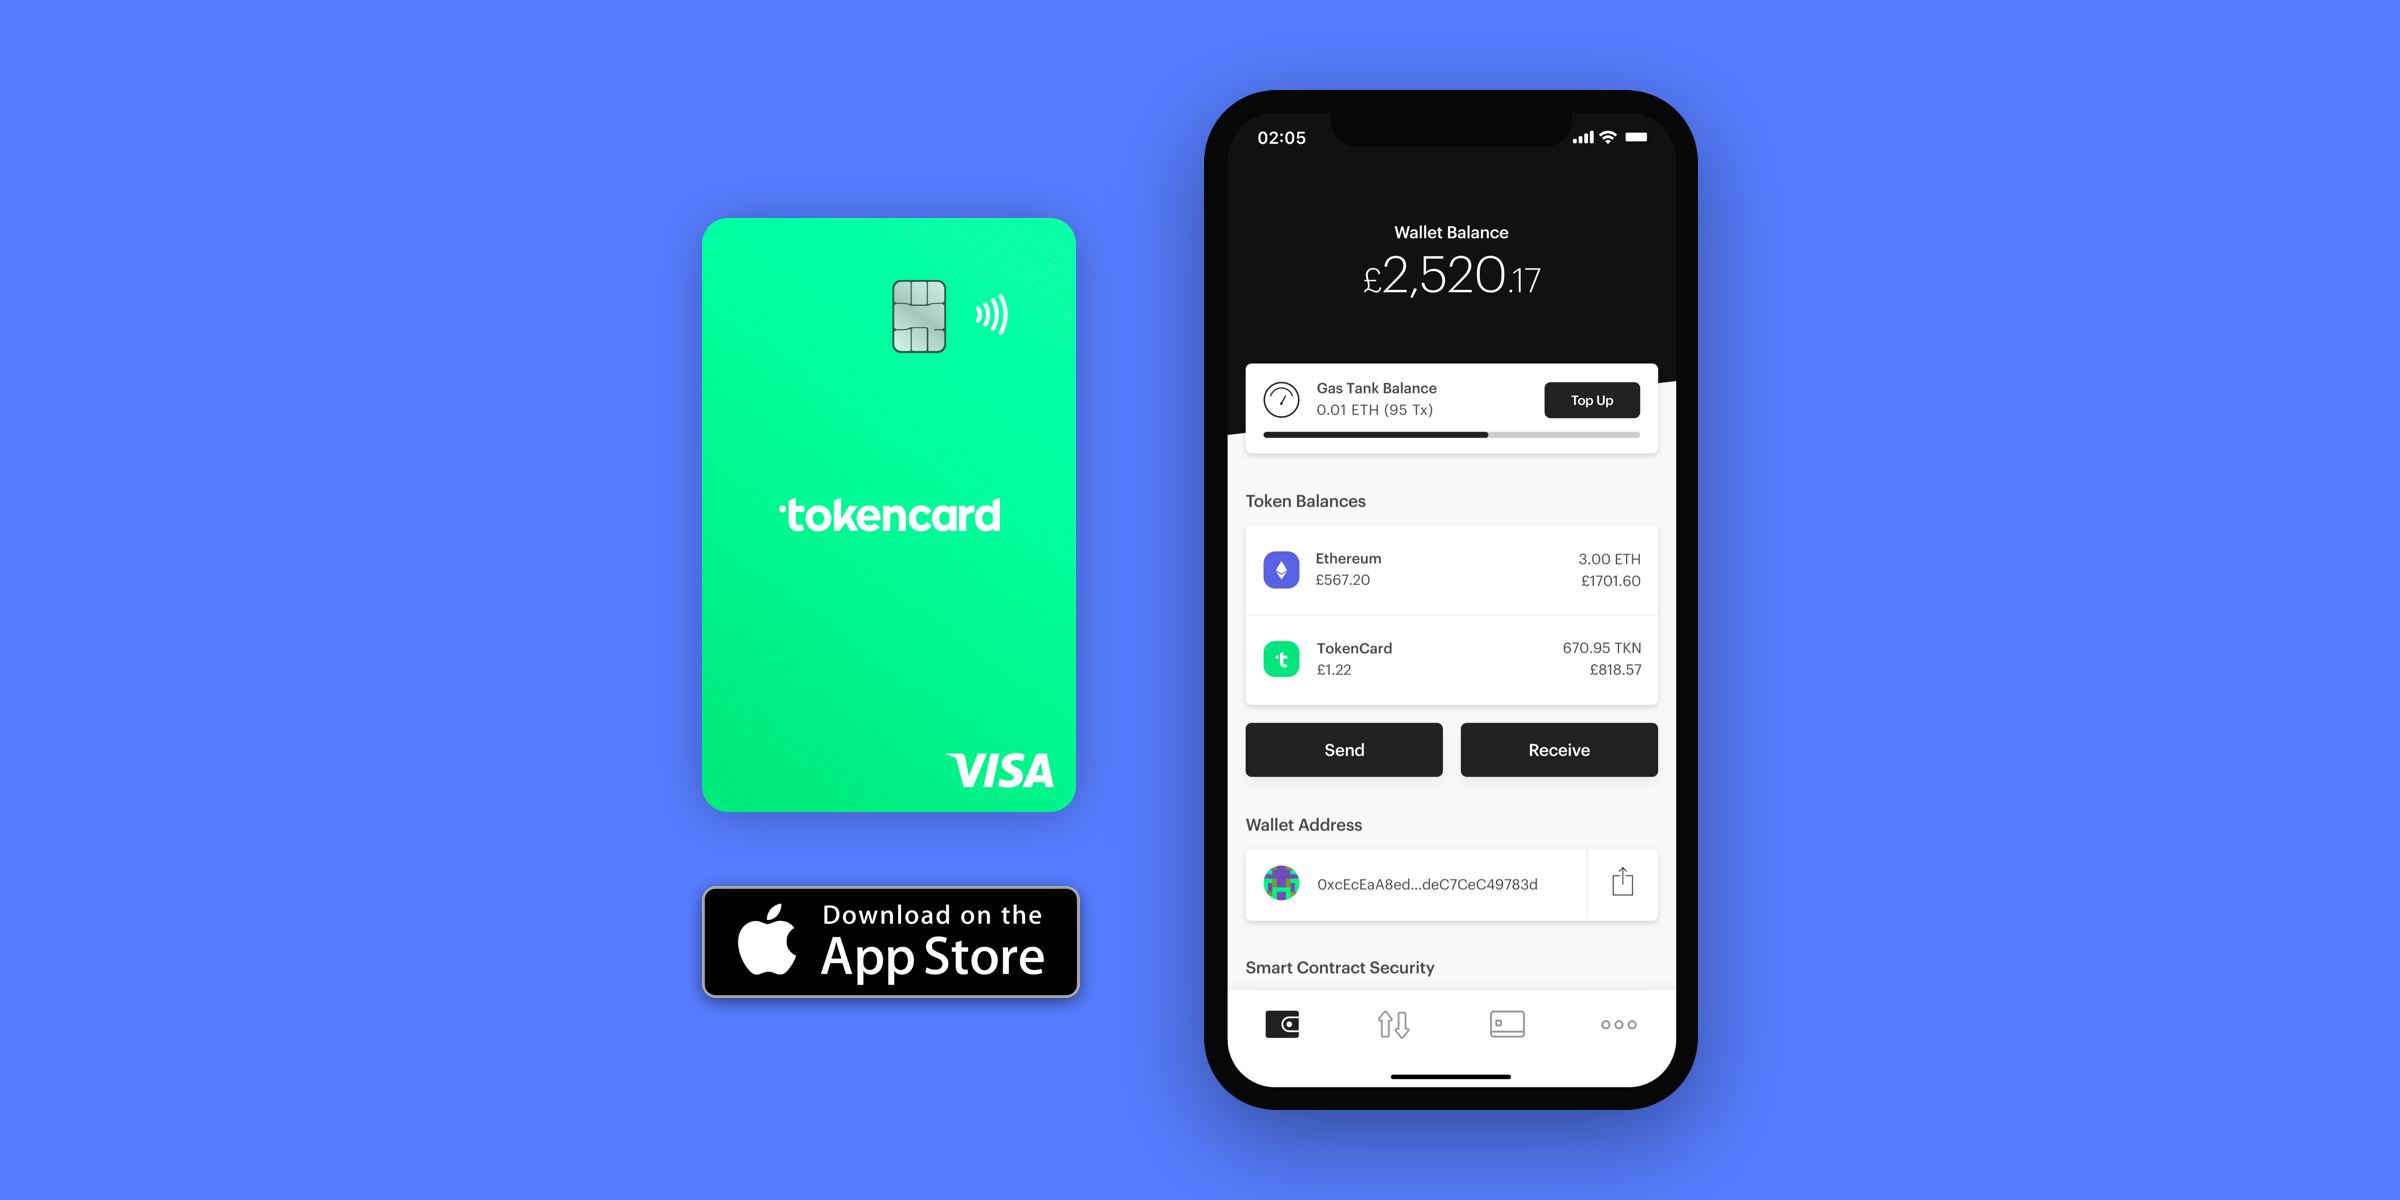 tokencard
VISA
Download on the
App Store
02:05
Wallet Balance
£2,520.17
Gas Tank Balance
0.01 ETH (95 Tx)
Top Up
Token Balances
Ethereum
£567.20
3.00 ETH
£1701.60
t
TokenCard
£1.22
670.95 TKN
£818.57
Send
Receive
Wallet Address
0xcEcEaA8ed...deC7CeC49783d
Smart Contract Security